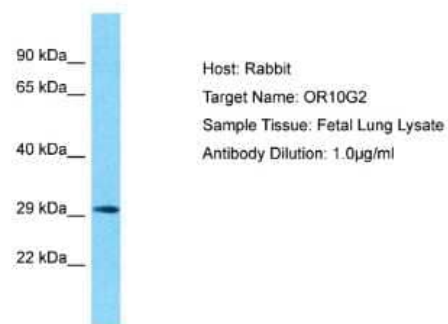 90 kDa
65 kDa
40 kDa
29 kDa
22 kDa
Host: Rabbit
Target Name: OR10G2
Sample Tissue: Fetal Lung Lysate
Antibody Dilution: 1.0µg/ml